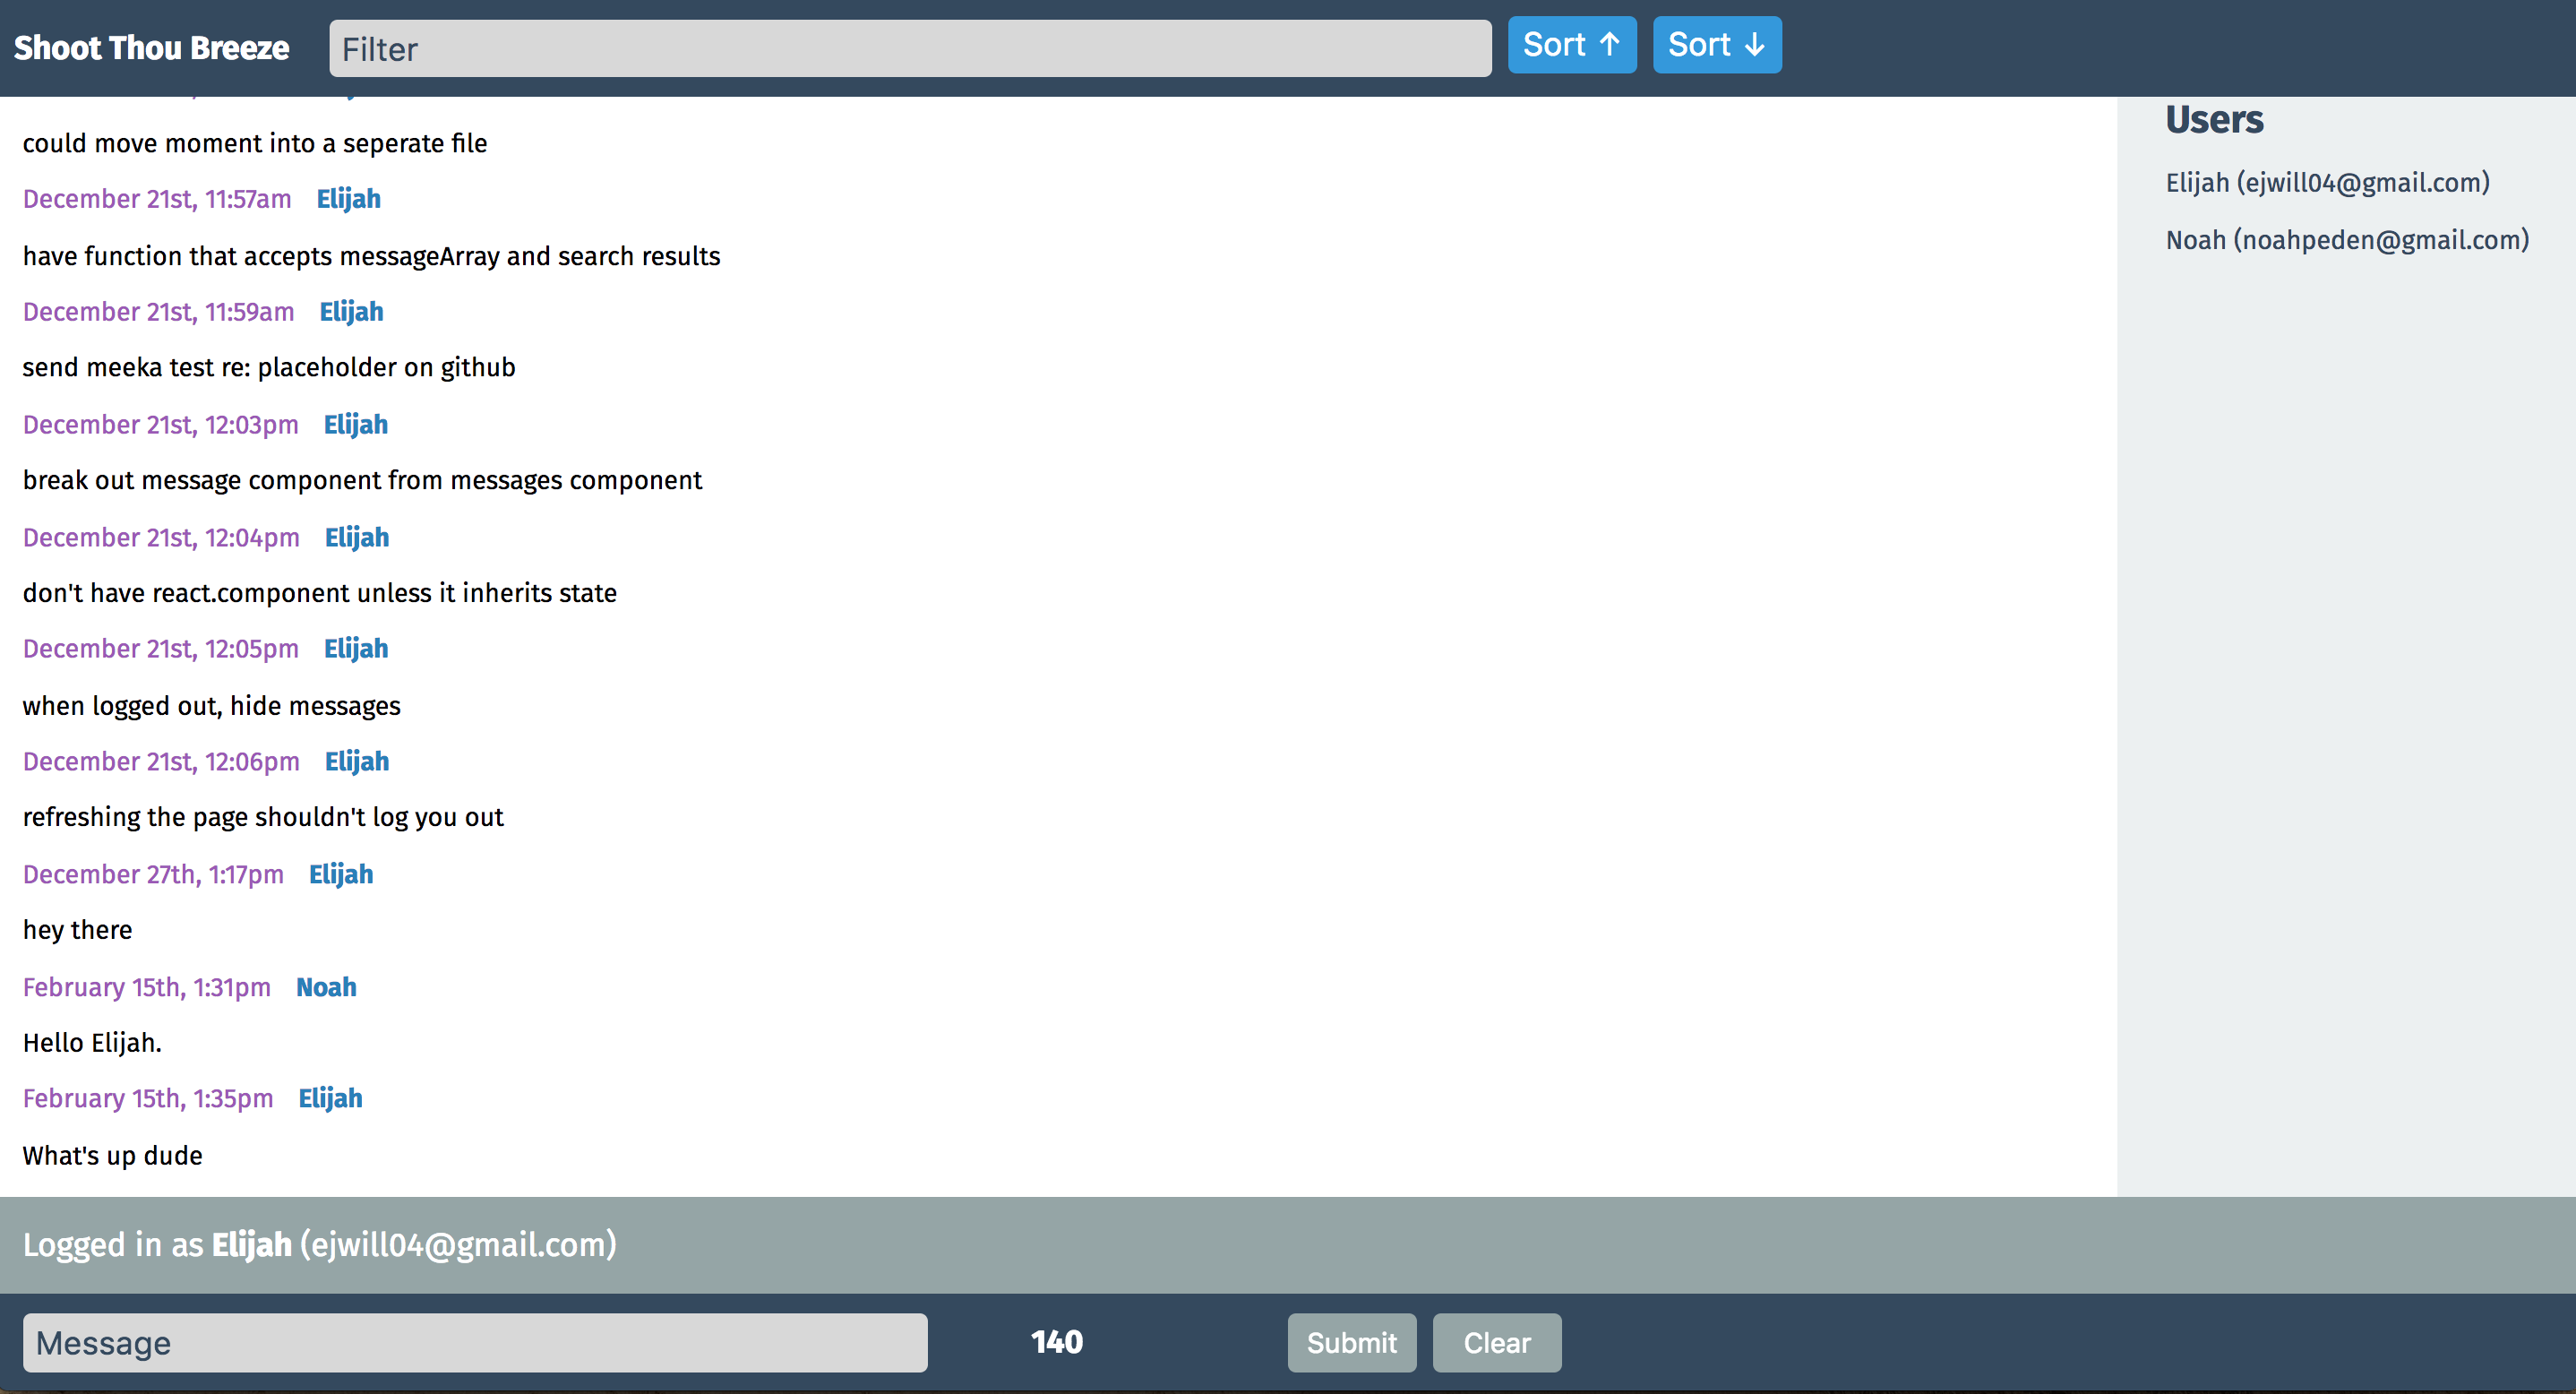 Shoot Thou Breeze Filter Sort ↑ Sort ↓
could move moment into a seperate file
December 21st, 11:57am Elijah
have function that accepts messageArray and search results
December 21st, 11:59am Elijah
send meeka test re: placeholder on github
December 21st, 12:03pm Elijah
break out message component from messages component
December 21st, 12:04pm Elijah
don't have react.component unless it inherits state
December 21st, 12:05pm Elijah
when logged out, hide messages
December 21st, 12:06pm Elijah
refreshing the page shouldn't log you out
December 27th, 1:17pm Elijah
hey there
February 15th, 1:31pm Noah
Hello Elijah.
February 15th, 1:35pm Elijah
What's up dude
Users
Elijah (ejwill04@gmail.com)
Noah (noahpeden@gmail.com)
Logged in as Elijah (ejwill04@gmail.com)
Message 140 Submit Clear